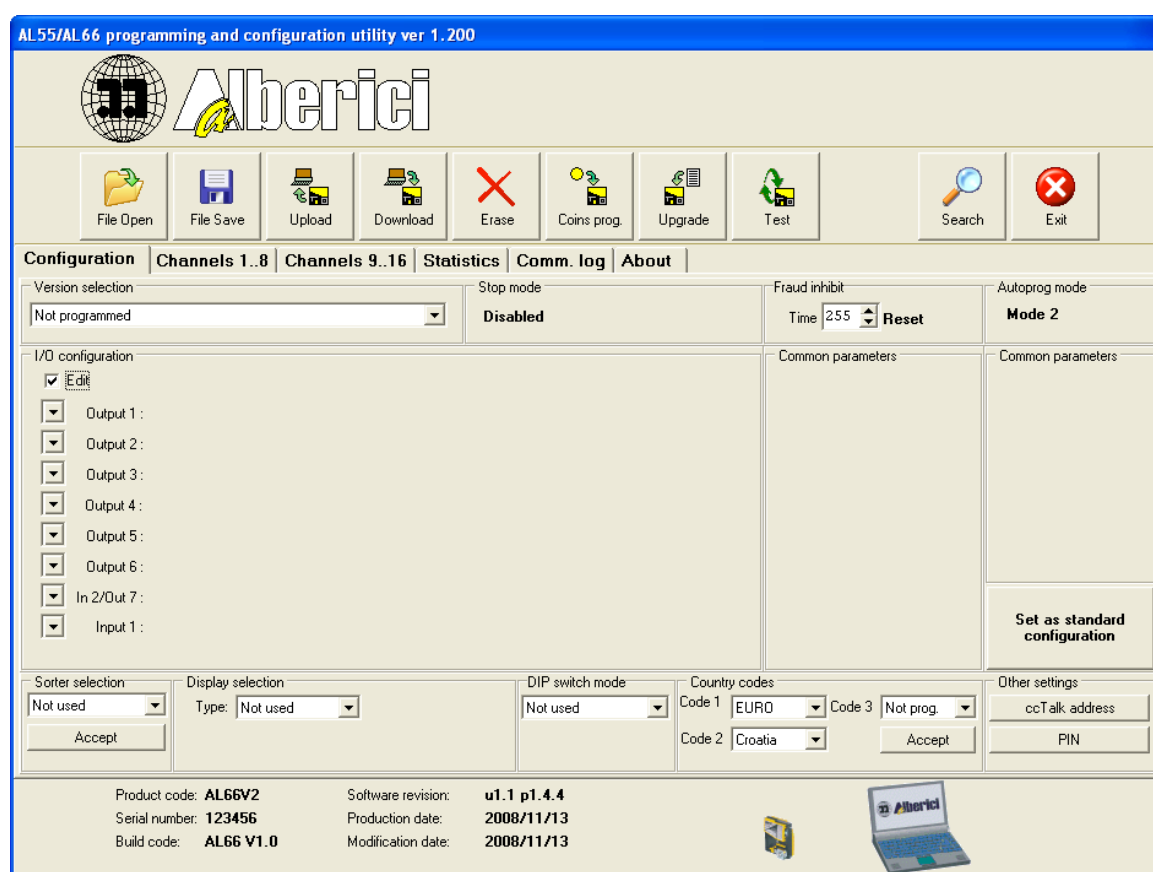 AL55/AL66 programming and configuration utility ver 1.200
Alberici
File Open File Save Upload Download Erase Coins prog. Upgrade Test Search Exit
Configuration Channels 1..8 Channels 9..16 Statistics Comm. log About
Version selection Stop mode Fraud inhibit Autoprog mode
Not programmed Disabled Time 255 Reset Mode 2
I/O configuration Common parameters Common parameters
Edit
Output 1 :
Output 2 :
Output 3 :
Output 4 :
Output 5 :
Output 6 :
In 2/Out 7 :
Input 1 :
Set as standard
configuration
Sorter selection Display selection DIP switch mode Country codes Other settings
Not used Type: Not used Not used Code 1 EURO Code 3 Not prog. ccTalk address
Accept Code 2 Croatia Accept PIN
Product code: AL66V2 Software revision: u1.1 p1.4.4
Serial number: 123456 Production date: 2008/11/13
Build code: AL66 V1.0 Modification date: 2008/11/13
Alberici